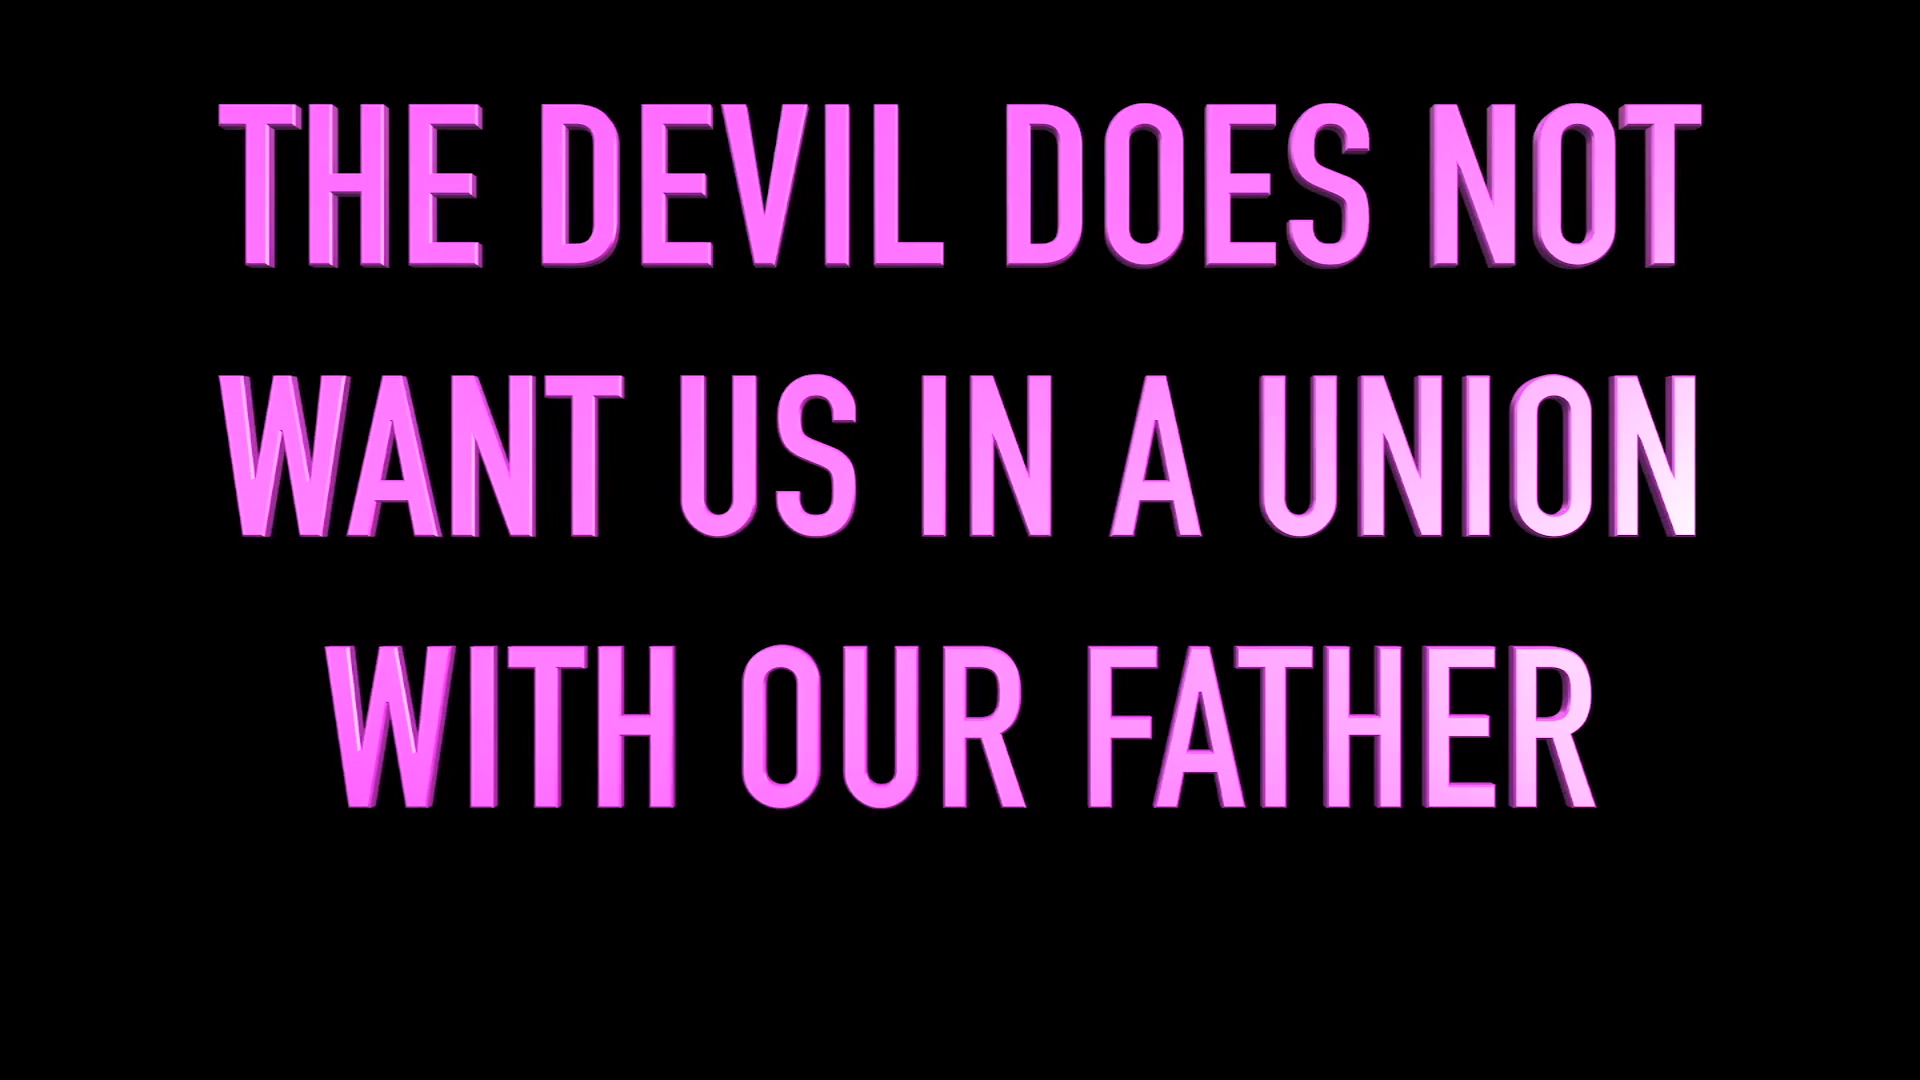 THE DEVIL DOES NOT
WANT US IN A UNION
WITH OUR FATHER